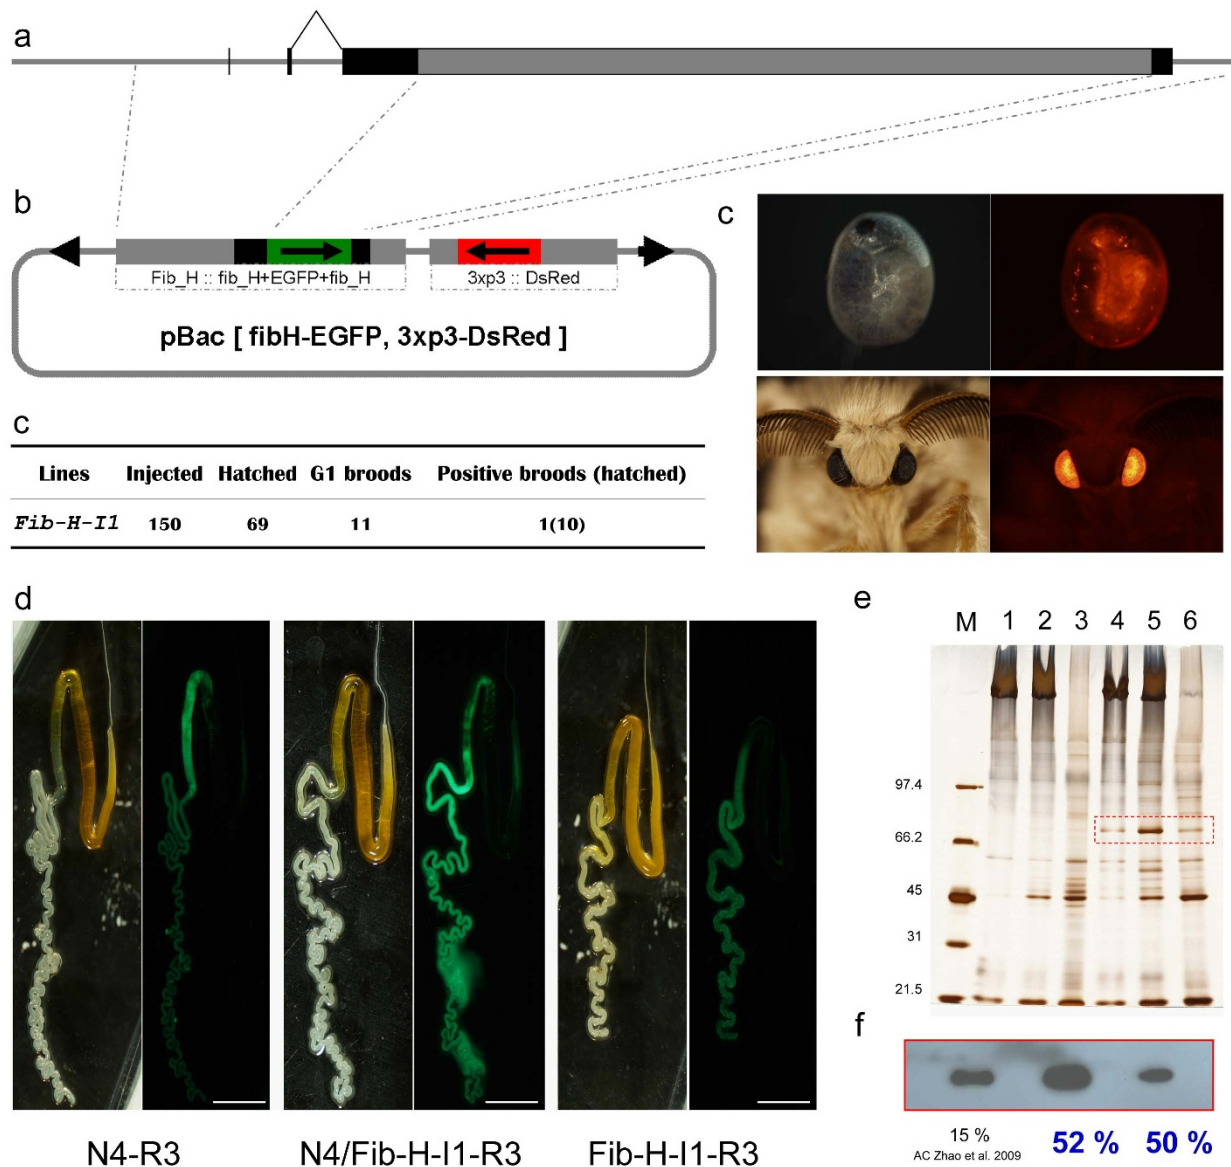 a
b
Fib_H :: fib_H+EGFP+fib_H
3xp3 :: DsRed
pBac [ fibH-EGFP, 3xp3-DsRed ]
c
c
Lines Injected Hatched G1 broods Positive broods (hatched)
Fib-H-I1 150 69 11 1(10)
d
N4-R3
N4/Fib-H-I1-R3
Fib-H-I1-R3
e
M 1 2 3 4 5 6
97.4
66.2
45
31
21.5
f
15 % 52 % 50 %
AC Zhao et al. 2009